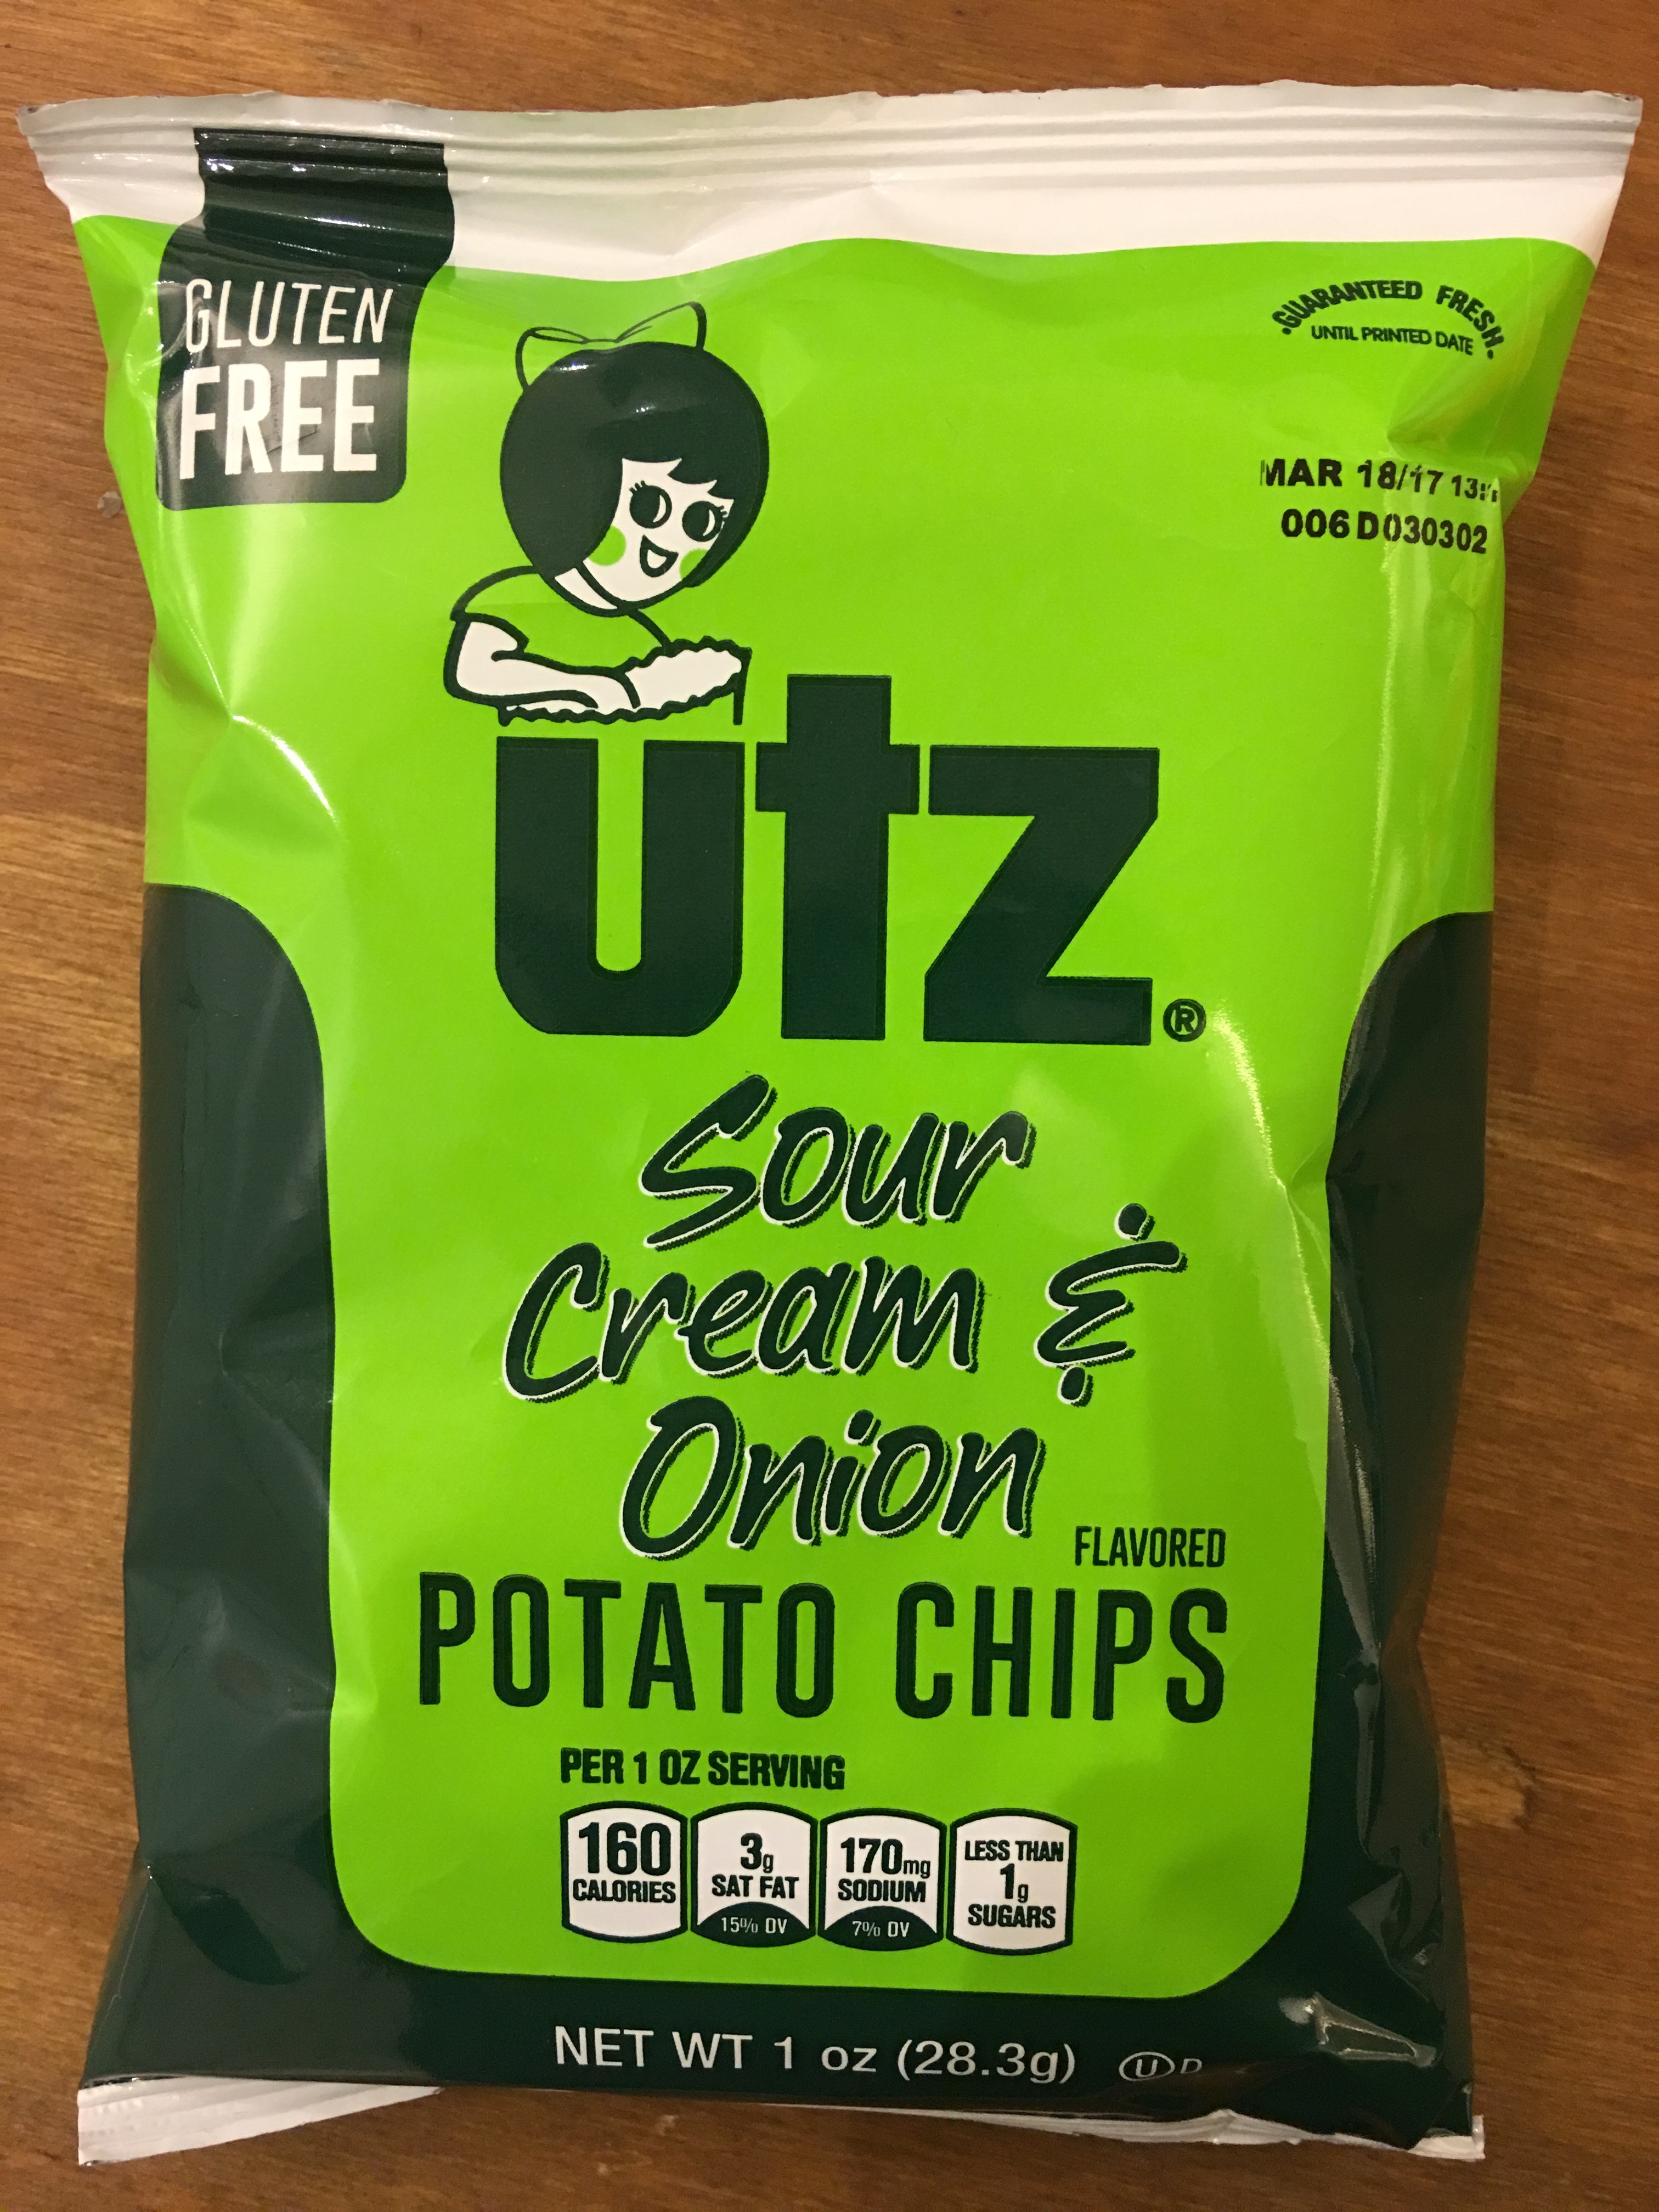 GLUTEN
FREE
·GUARANTEED FRESH·
UNTIL PRINTED DATE
MAR 18/17
006 D030302
utz®
Sour
Cream &
Onion
FLAVORED
POTATO CHIPS
PER 1 OZ SERVING
160
CALORIES
3g
SAT FAT
15% DV
170mg
SODIUM
7% DV
LESS THAN
1g
SUGARS
NET WT 1 oz (28.3g) Ⓤ D